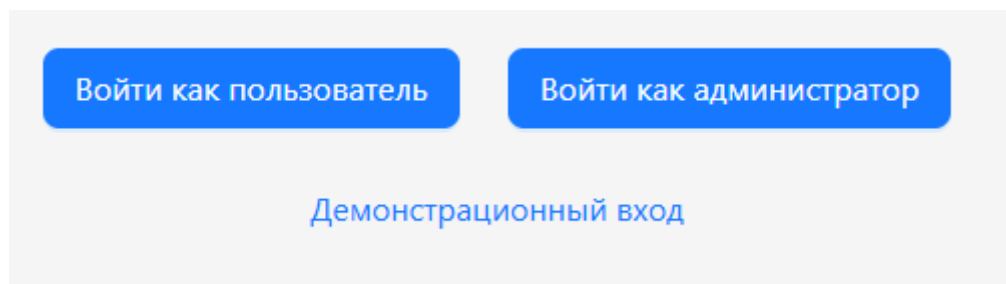 Войти как пользователь Войти как администратор
Демонстрационный вход